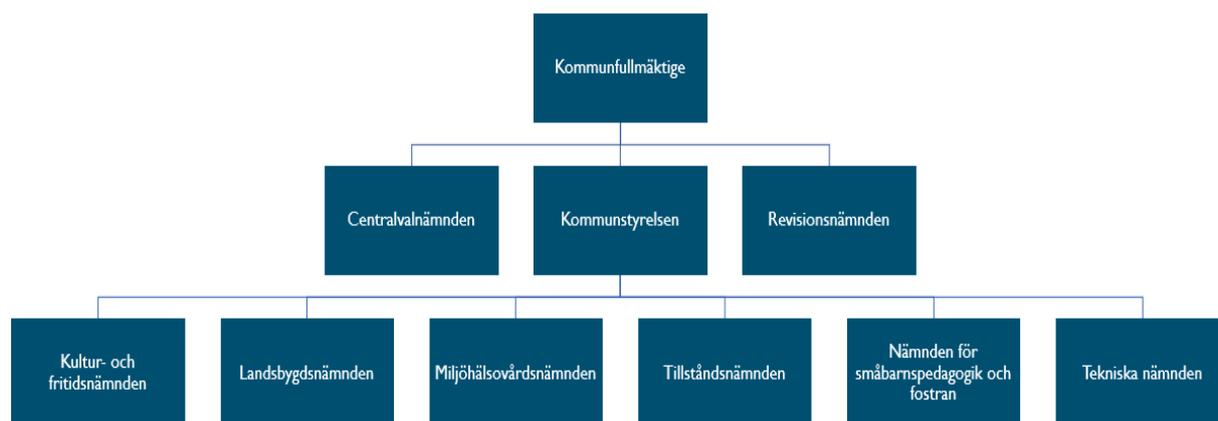 Kommunfullmäktige
Centralvalnämnden
Kommunstyrelsen
Revisionsnämnden
Kultur- och
fritidsnämnden
Landsbygdsnämnden
Miljöhälsovårdsnämnden
Tillståndsnämnden
Nämnden för
småbarnspedagogik och
fostran
Tekniska nämnden